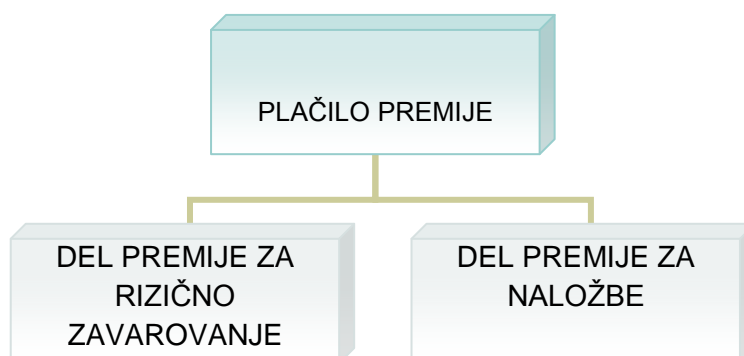 PLAČILO PREMIJE
DEL PREMIJE ZA
RIZIČNO
ZAVAROVANJE
DEL PREMIJE ZA
NALOŽBE